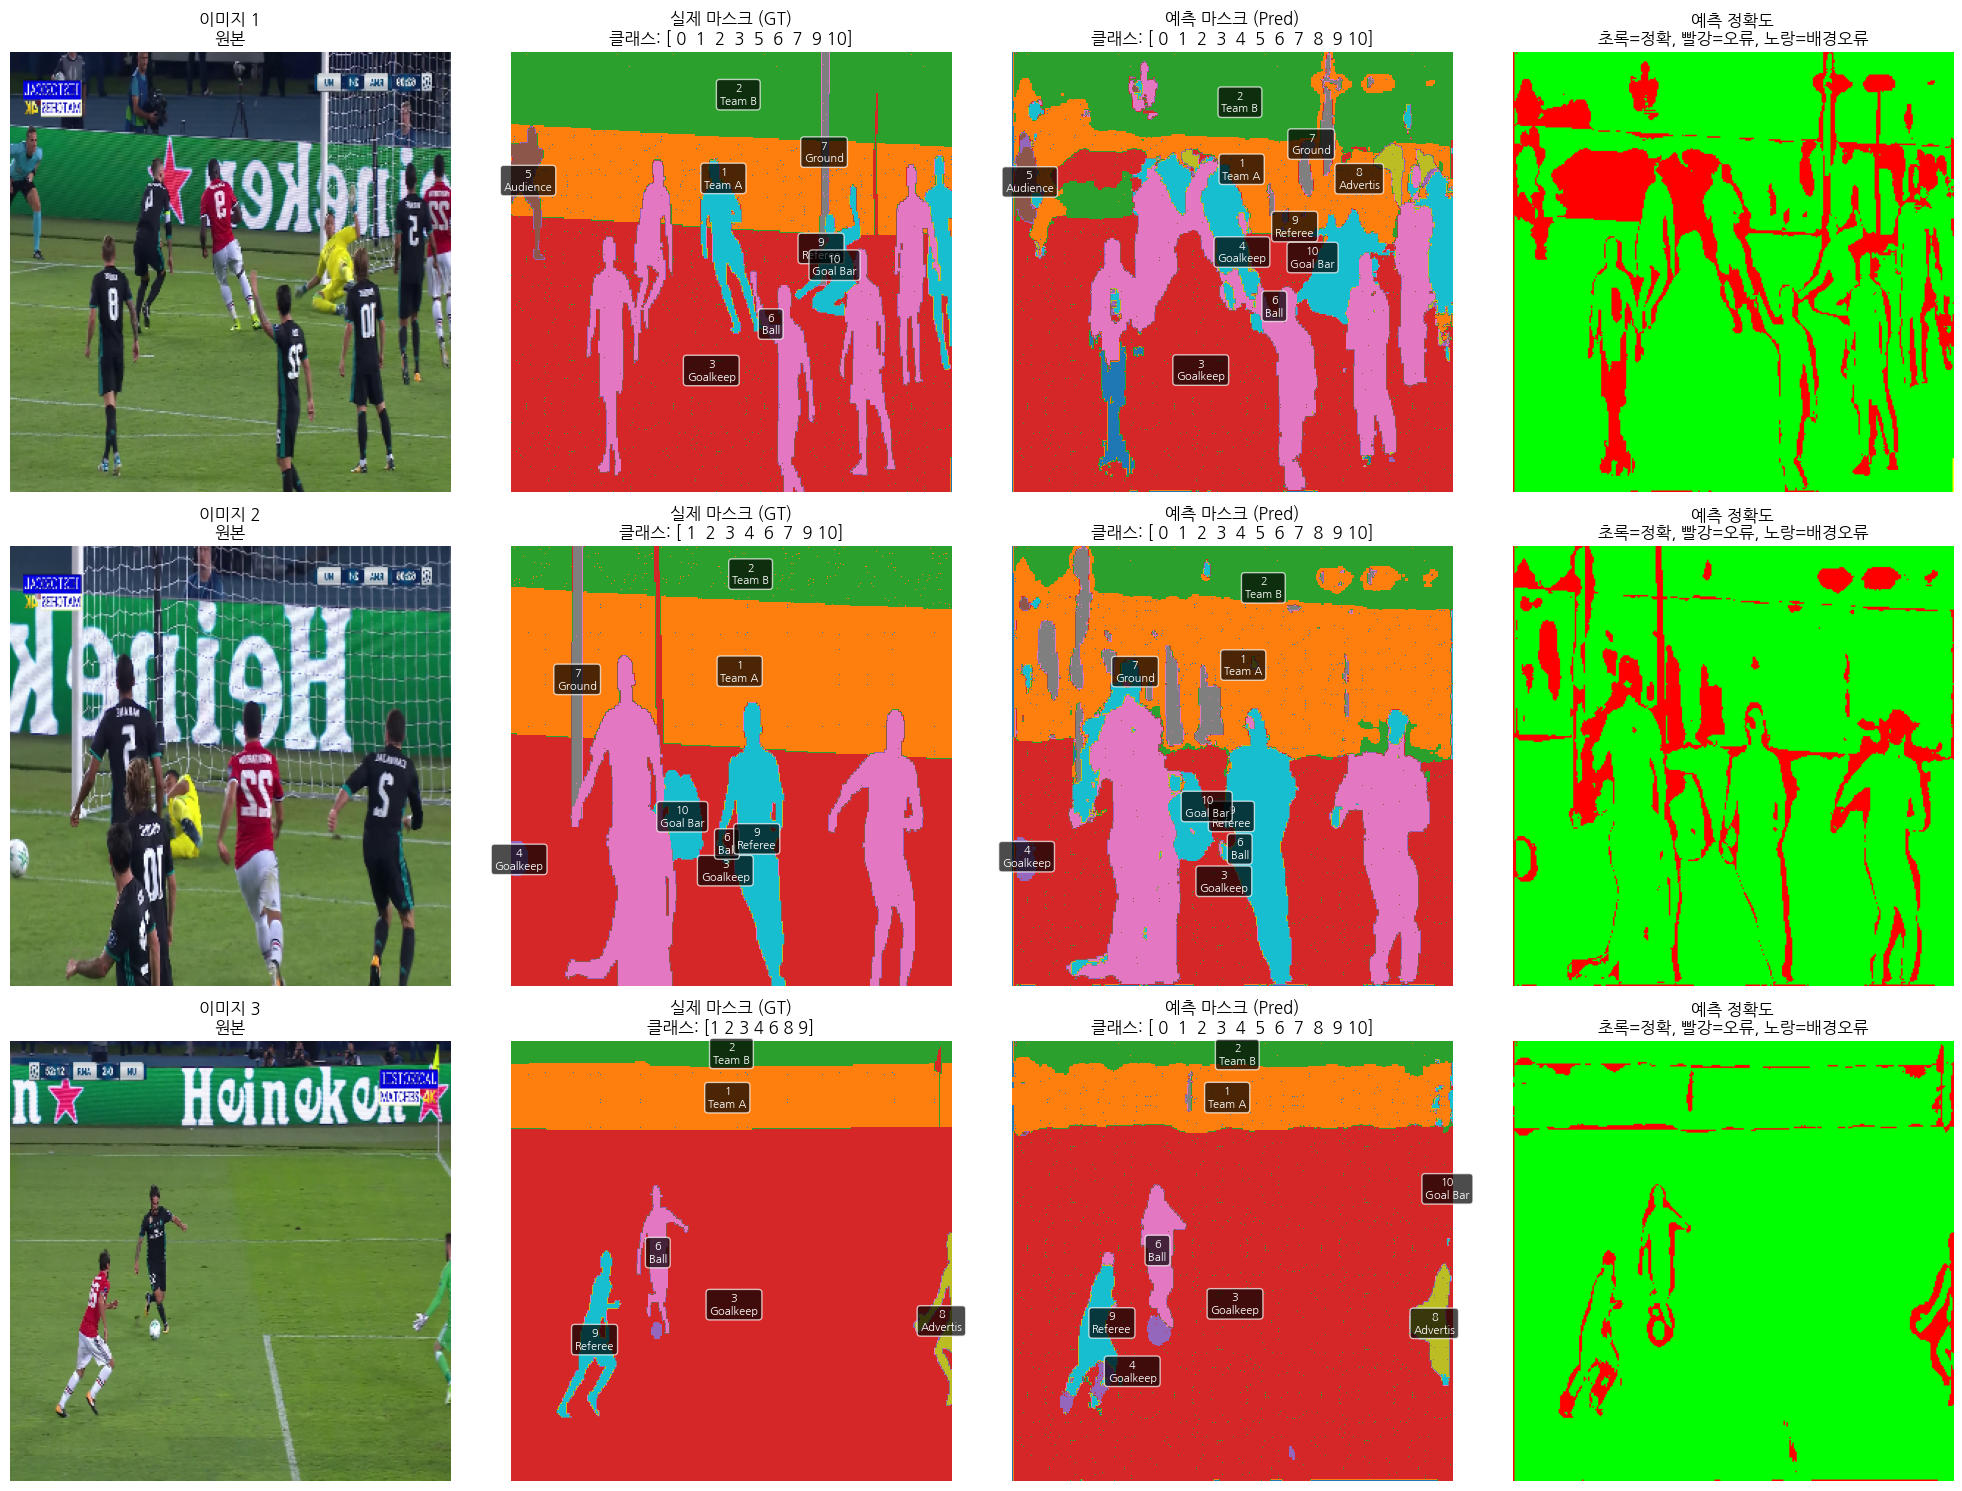 이미지 1
원본
실제 마스크 (GT)
클래스: [ 0 1 2 3 5 6 7 9 10]
예측 마스크 (Pred)
클래스: [ 0 1 2 3 4 5 6 7 8 9 10]
예측 정확도
초록=정확, 빨강=오류, 노랑=배경오류
2
Team B
7
Ground
1
Team A
5
Audience
9
Referee
10
Goal Bar
6
Ball
3
Goalkeep
2
Team B
7
Ground
1
Team A
8
Advertis
5
Audience
9
Referee
4
Goalkeep
10
Goal Bar
6
Ball
3
Goalkeep
이미지 2
원본
실제 마스크 (GT)
클래스: [ 1 2 3 4 6 7 9 10]
예측 마스크 (Pred)
클래스: [ 0 1 2 3 4 5 6 7 8 9 10]
예측 정확도
초록=정확, 빨강=오류, 노랑=배경오류
2
Team B
1
Team A
7
Ground
10
Goal Bar
6
Ball
9
Referee
4
Goalkeep
3
Goalkeep
2
Team B
7
Ground
1
Team A
10
Goal Bar
9
Referee
6
Ball
4
Goalkeep
3
Goalkeep
이미지 3
원본
실제 마스크 (GT)
클래스: [1 2 3 4 6 8 9]
예측 마스크 (Pred)
클래스: [ 0 1 2 3 4 5 6 7 8 9 10]
예측 정확도
초록=정확, 빨강=오류, 노랑=배경오류
52:12 RMA 2-0 MU
HISTORICAL
MATCHES 4K
n Heineken
2
Team B
1
Team A
6
Ball
3
Goalkeep
8
Advertis
9
Referee
2
Team B
1
Team A
10
Goal Bar
6
Ball
3
Goalkeep
9
Referee
8
Advertis
4
Goalkeep